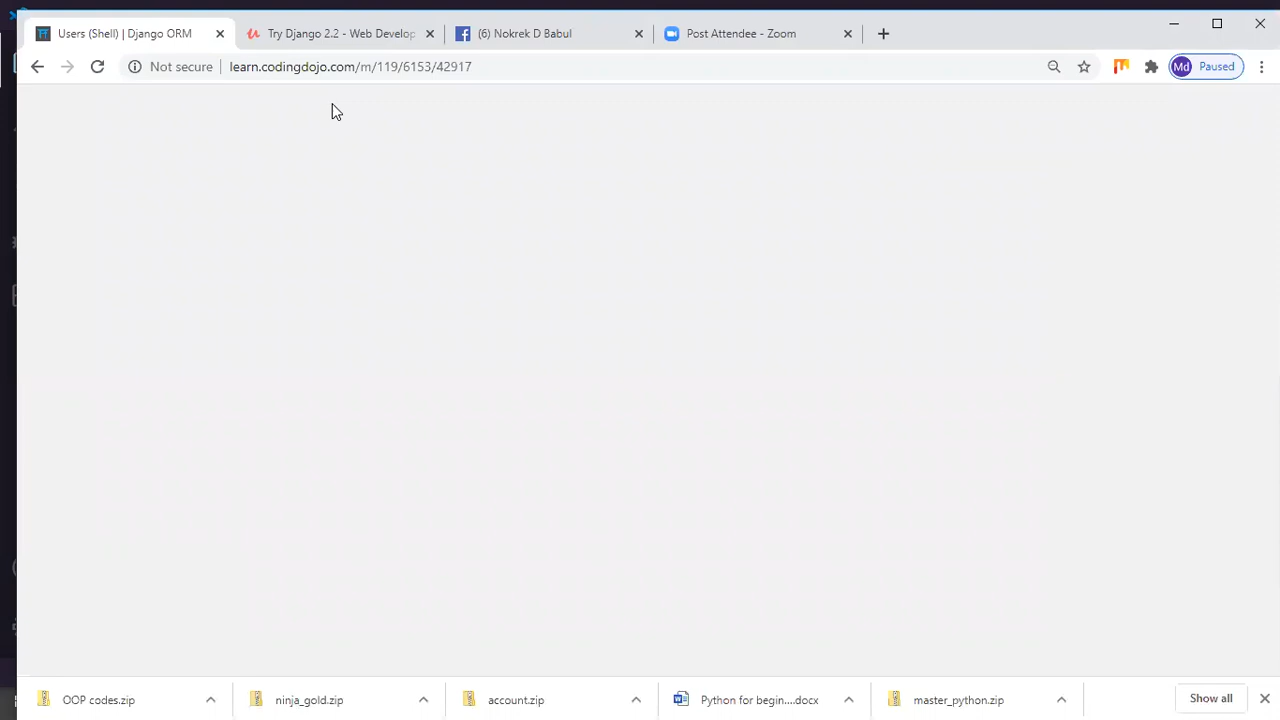 Users (Shell) | Django ORM
Try Django 2.2 - Web Develop
(6) Nokrek D Babul
Post Attendee - Zoom
Not secure
learn.codingdojo.com/m/119/6153/42917
Md
Paused
OOP codes.zip
ninja_gold.zip
account.zip
Python for begin....docx
master_python.zip
Show all